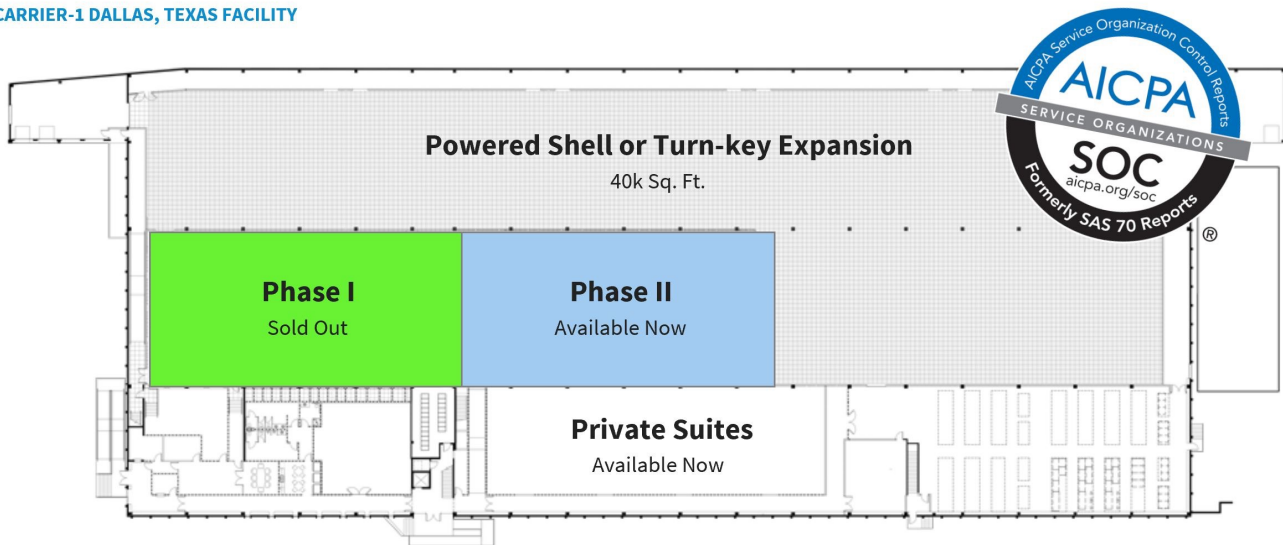 CARRIER-1 DALLAS, TEXAS FACILITY
AICPA Service Organization Control Reports
AICPA
SERVICE ORGANIZATIONS
SOC
aicpa.org/soc
Formerly SAS 70 Reports
®
Powered Shell or Turn-key Expansion
40k Sq. Ft.
Phase I
Sold Out
Phase II
Available Now
Private Suites
Available Now